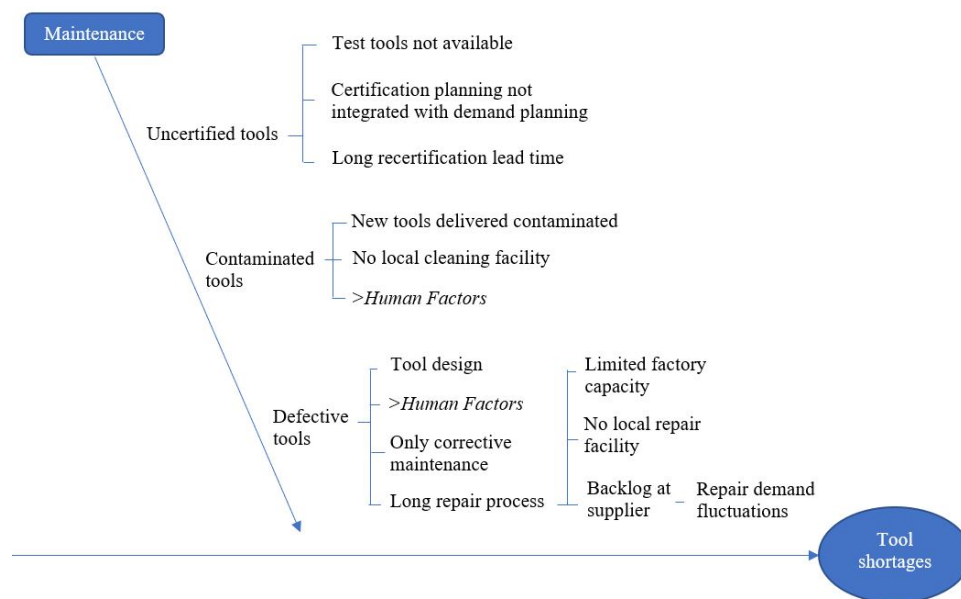 Maintenance
Test tools not available
Certification planning not
integrated with demand planning
Uncertified tools
Long recertification lead time
New tools delivered contaminated
Contaminated
tools
No local cleaning facility
>Human Factors
Tool design
>Human Factors
Defective
tools
Only corrective
maintenance
Long repair process
Limited factory
capacity
No local repair
facility
Backlog at
supplier
Repair demand
fluctuations
Tool
shortages